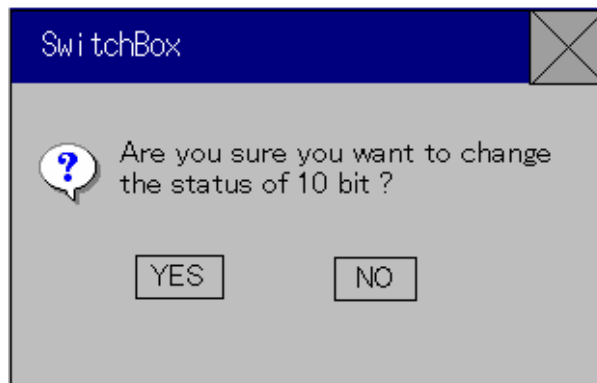 SwitchBox
?
Are you sure you want to change
the status of 10 bit ?
YES NO